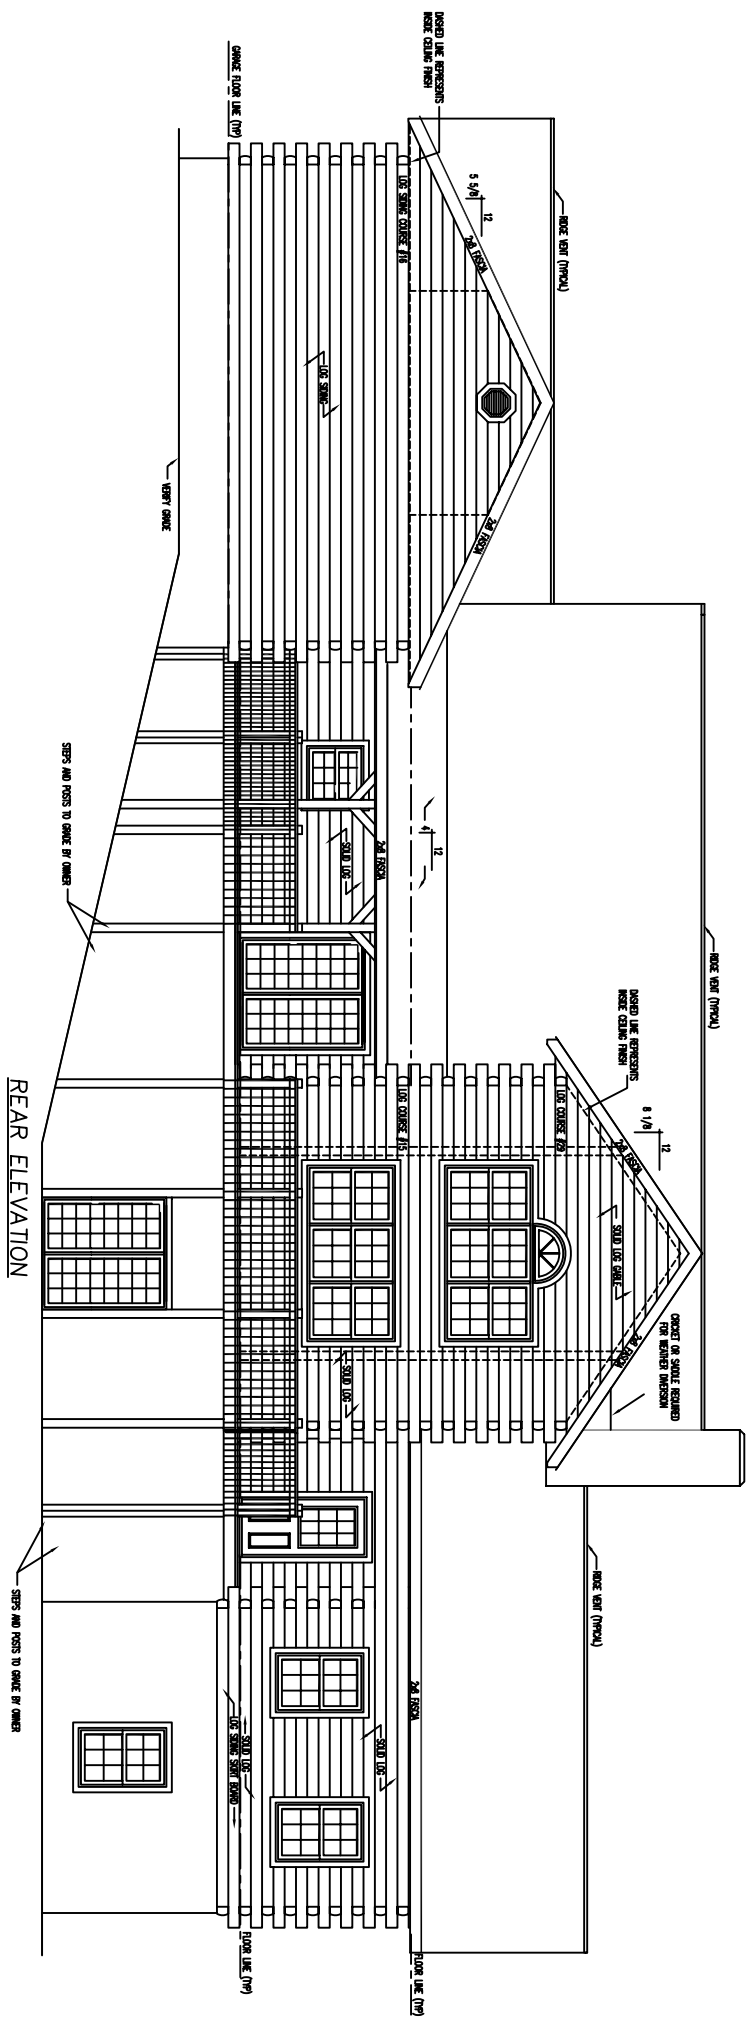 GARAGE FLOOR LINE (TYP)
DASHED LINE REPRESENTS
INSIDE CEILING FINISH
LOG SIDING COURSE #16
5 5/8
12
2x8 FASCIA
RIDGE VENT (TYPICAL)
LOG SIDING
2x8 FASCIA
VERIFY GRADE
STEPS AND POSTS TO GRADE BY OWNER
SOLID LOG
2x8 FASCIA
4
12
RIDGE VENT (TYPICAL)
DASHED LINE REPRESENTS
INSIDE CEILING FINISH
8 1/8
12
2x8 FASCIA
LOG COURSE #15
LOG COURSE #29
SOLID LOG GABLE
2x8 FASCIA
CRICKET OR SADDLE REQUIRED
FOR WEATHER DIVERSION
SOLID LOG
RIDGE VENT (TYPICAL)
STEPS AND POSTS TO GRADE BY OWNER
2x8 FASCIA
SOLID LOG
SOLID LOG
LOG SIDING SKIRT BOARD
FLOOR LINE (TYP)
FLOOR LINE (TYP)
REAR ELEVATION